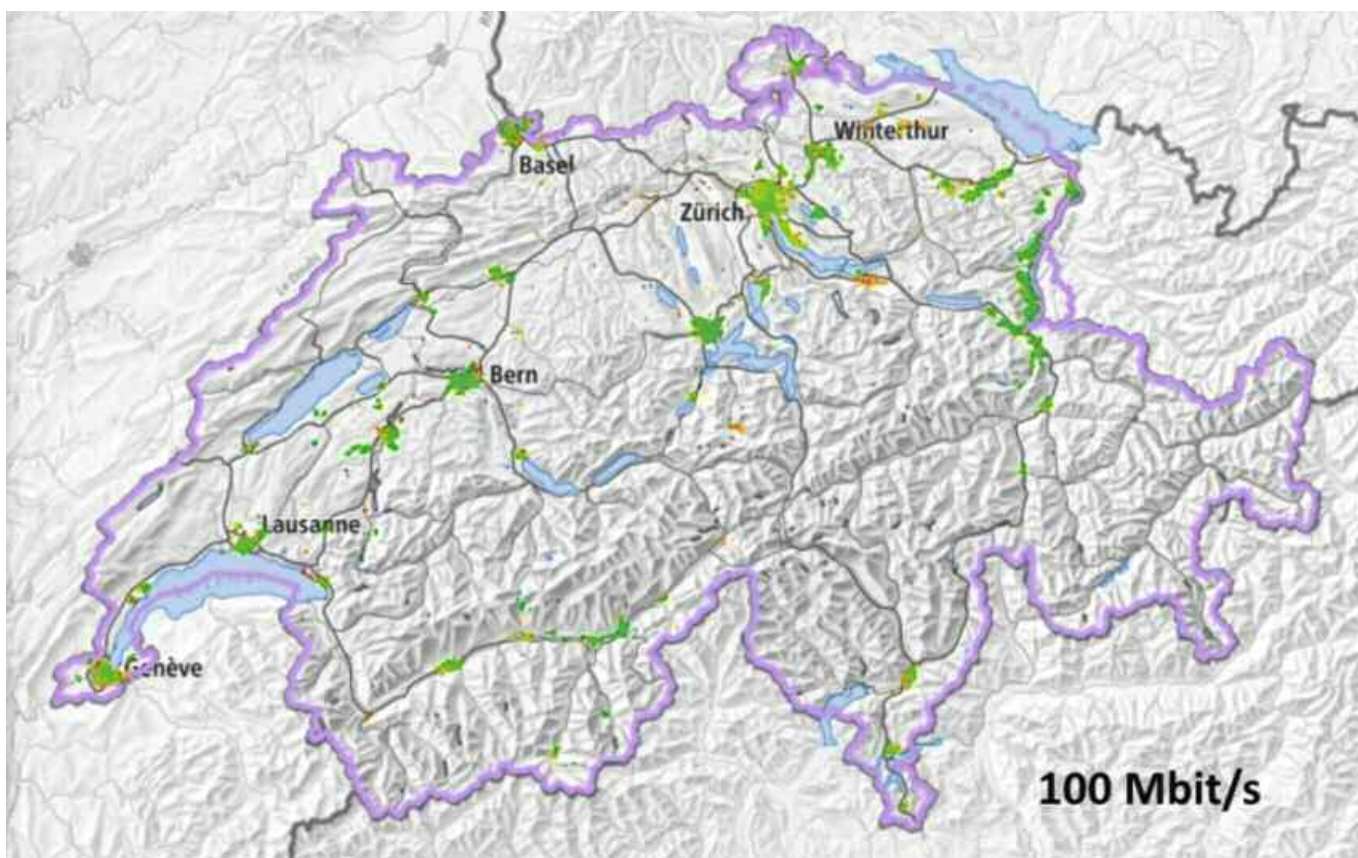 Winterthur
Basel
Zürich
Bern
Lausanne
Genève
100 Mbit/s